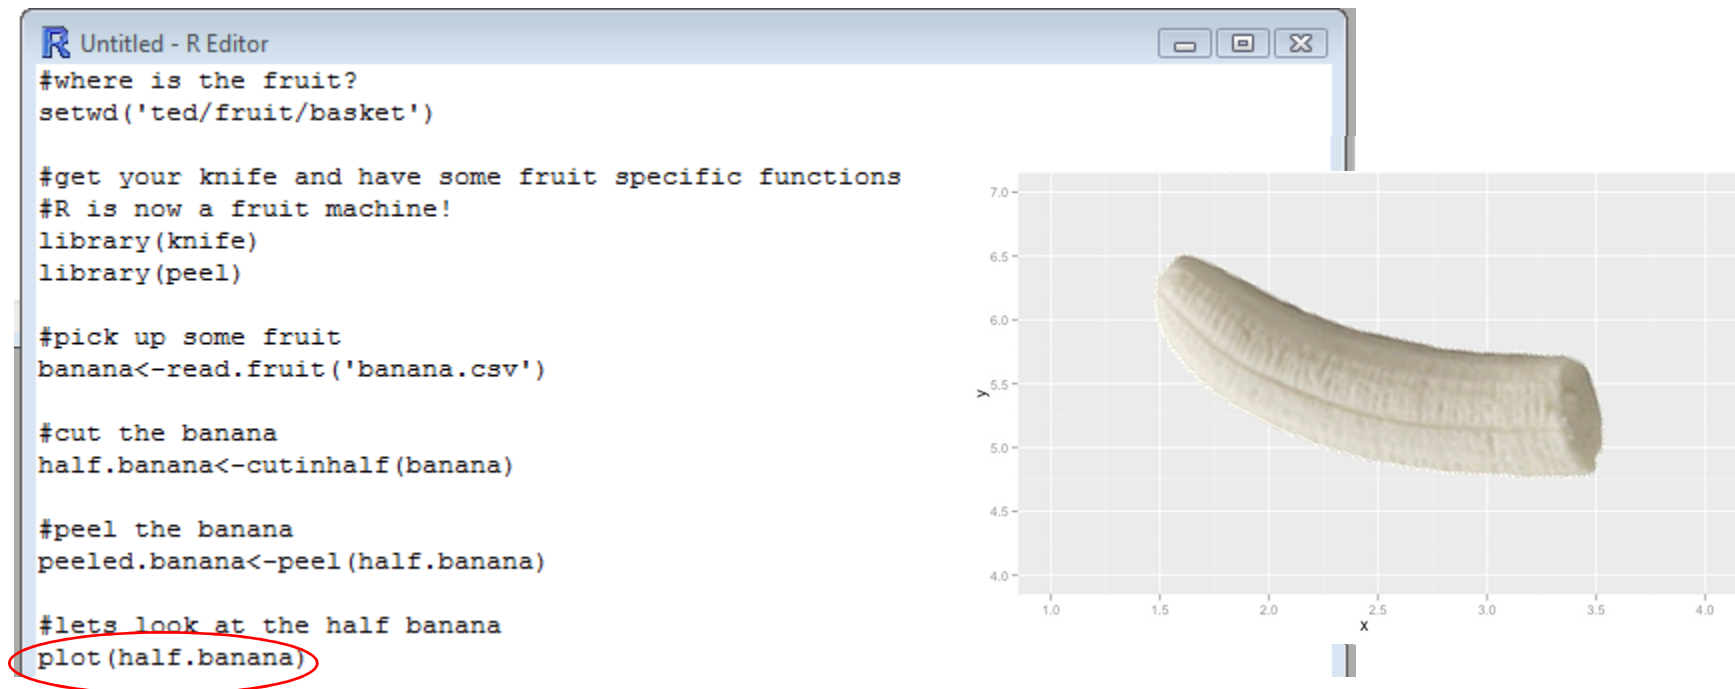 Untitled - R Editor
#where is the fruit?
setwd('ted/fruit/basket')
#get your knife and have some fruit specific functions
#R is now a fruit machine!
library(knife)
library(peel)
#pick up some fruit
banana<-read.fruit('banana.csv')
#cut the banana
half.banana<-cutinhalf(banana)
#peel the banana
peeled.banana<-peel(half.banana)
#lets look at the half banana
plot(half.banana)
7.0
6.5
6.0
5.5
5.0
4.5
4.0
y
1.0 1.5 2.0 2.5 3.0 3.5 4.0
x